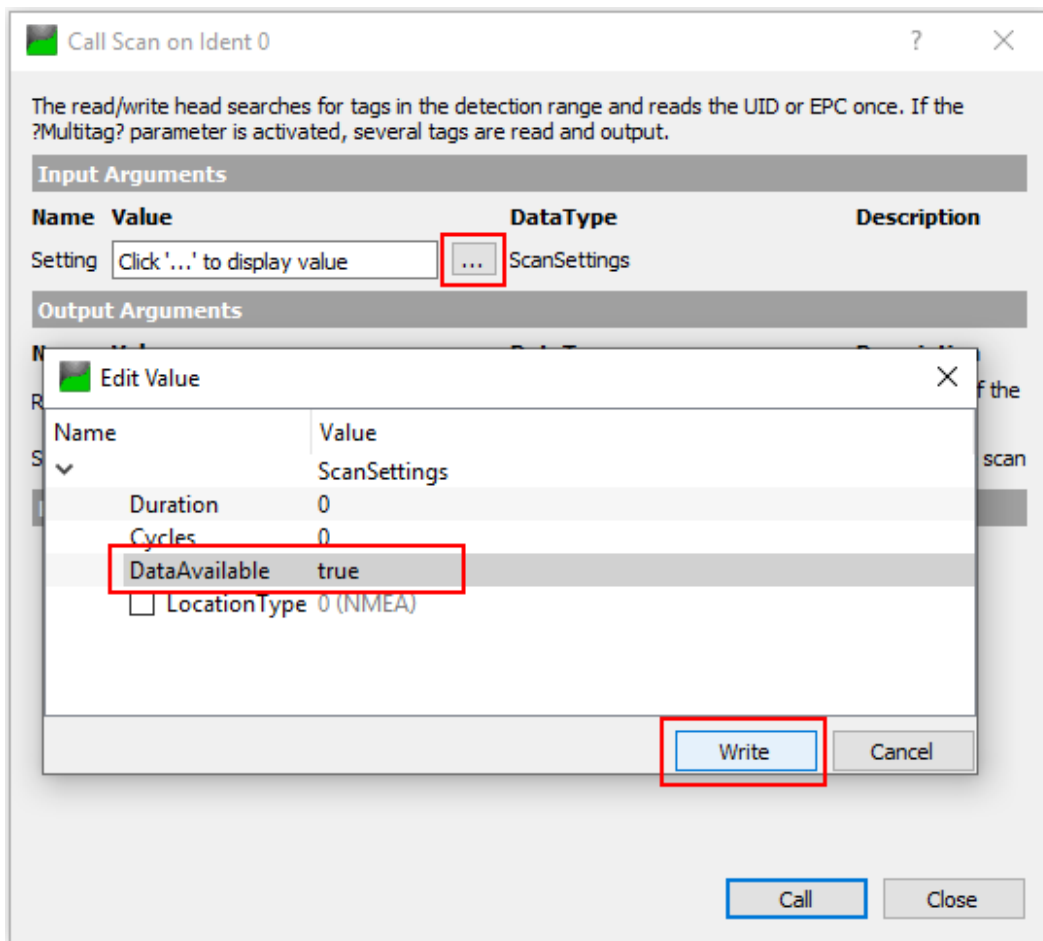 Call Scan on Ident 0
?
The read/write head searches for tags in the detection range and reads the UID or EPC once. If the
?Multitag? parameter is activated, several tags are read and output.
Input Arguments
Name Value DataType Description
Setting Click '...' to display value ... ScanSettings
Output Arguments
Edit Value
f the
Name Value
S scan
ScanSettings
Duration 0
Cycles 0
DataAvailable true
LocationType 0 (NMEA)
Write Cancel
Call Close